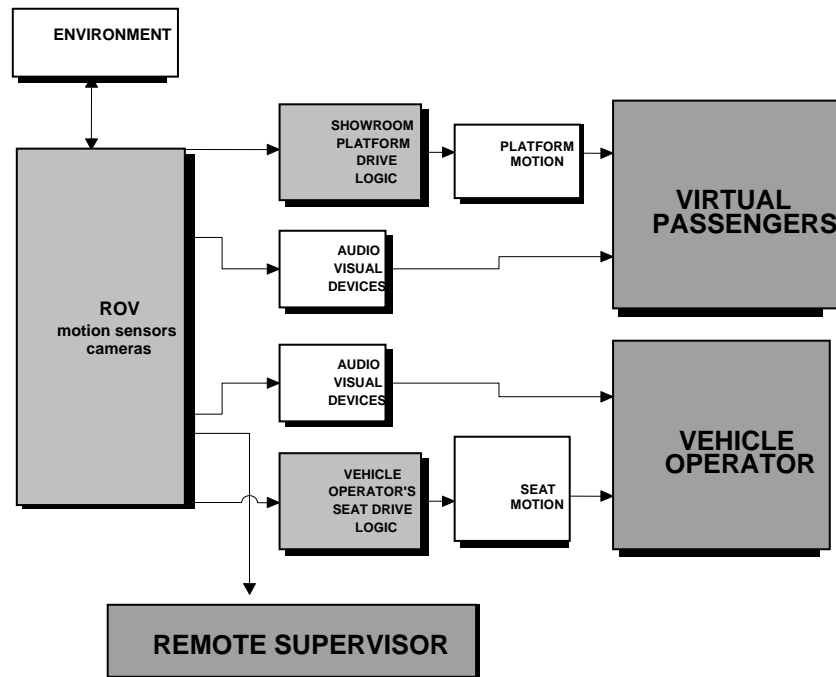 ENVIRONMENT
SHOWROOM
PLATFORM
DRIVE
LOGIC
PLATFORM
MOTION
VIRTUAL
PASSENGERS
AUDIO
VISUAL
DEVICES
ROV
motion sensors
cameras
AUDIO
VISUAL
DEVICES
VEHICLE
OPERATOR
VEHICLE
OPERATOR'S
SEAT DRIVE
LOGIC
SEAT
MOTION
REMOTE SUPERVISOR